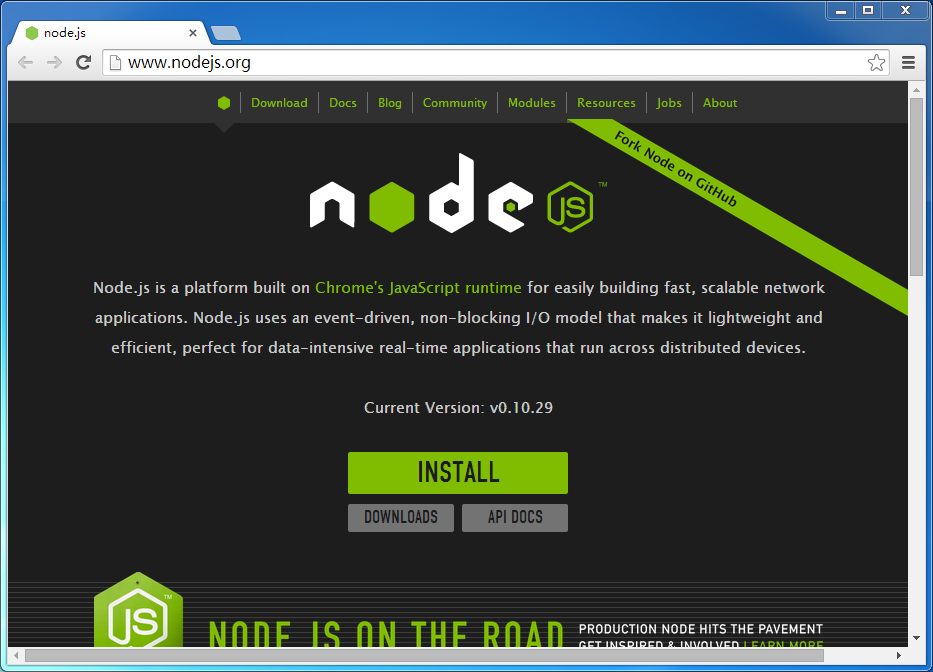 node.js
www.nodejs.org
Download Docs Blog Community Modules Resources Jobs About
Fork Node on GitHub
node JS ™
Node.js is a platform built on Chrome's JavaScript runtime for easily building fast, scalable network
applications. Node.js uses an event-driven, non-blocking I/O model that makes it lightweight and
efficient, perfect for data-intensive real-time applications that run across distributed devices.
Current Version: v0.10.29
INSTALL
DOWNLOADS API DOCS
JS ™
NODE JS ON THE ROAD
PRODUCTION NODE HITS THE PAVEMENT
GET INSPIRED & INVOLVED LEARN MORE